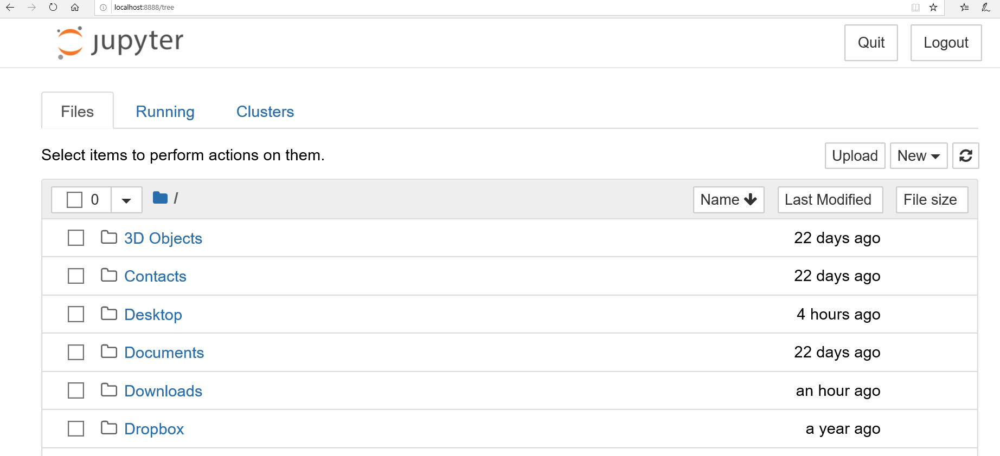 localhost:8888/tree
jupyter
Quit
Logout
Files
Running
Clusters
Select items to perform actions on them.
Upload
New
0
/
Name
Last Modified
File size
3D Objects
22 days ago
Contacts
22 days ago
Desktop
4 hours ago
Documents
22 days ago
Downloads
an hour ago
Dropbox
a year ago